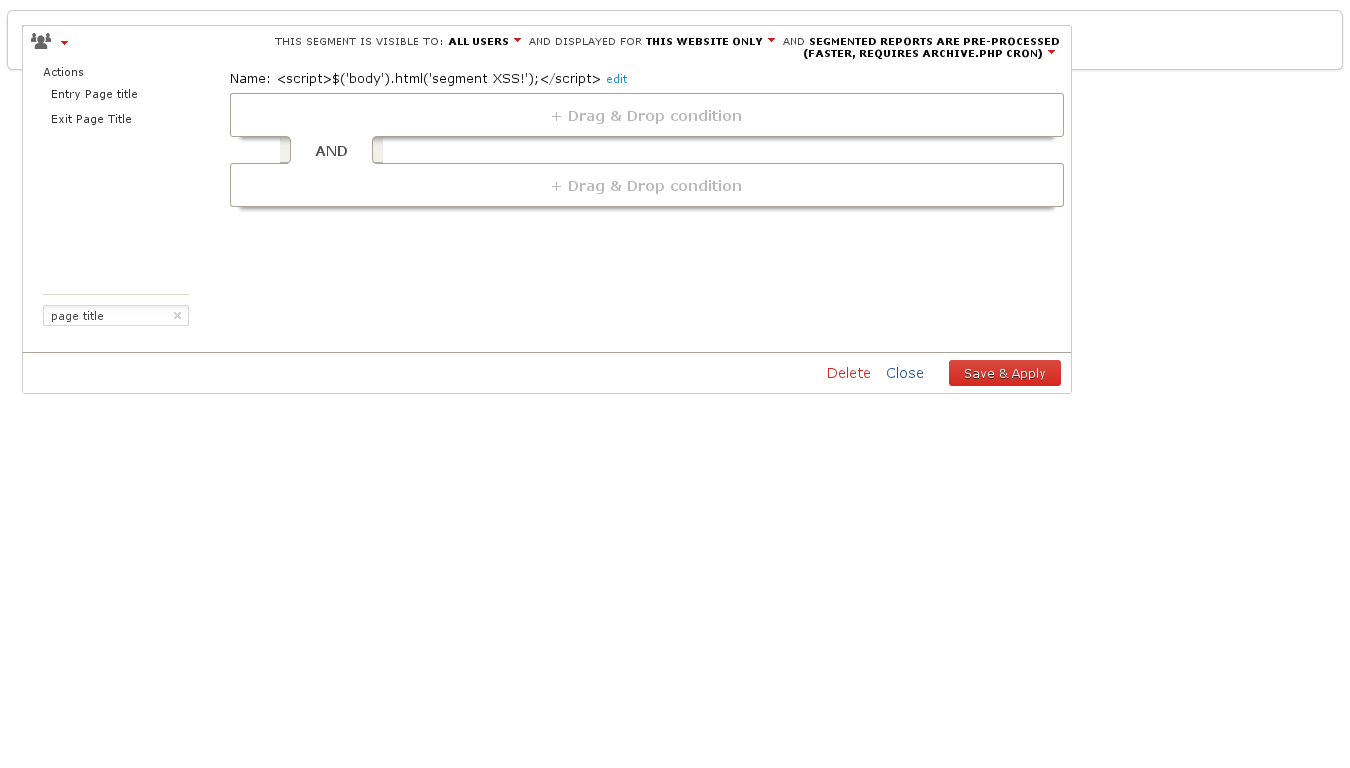 THIS SEGMENT IS VISIBLE TO: ALL USERS AND DISPLAYED FOR THIS WEBSITE ONLY AND SEGMENTED REPORTS ARE PRE-PROCESSED
(FASTER, REQUIRES ARCHIVE.PHP CRON)
Actions
Entry Page title
Exit Page Title
Name: <script>$('body').html('segment XSS!');</script> edit
+ Drag & Drop condition
AND
+ Drag & Drop condition
page title
Delete Close Save & Apply